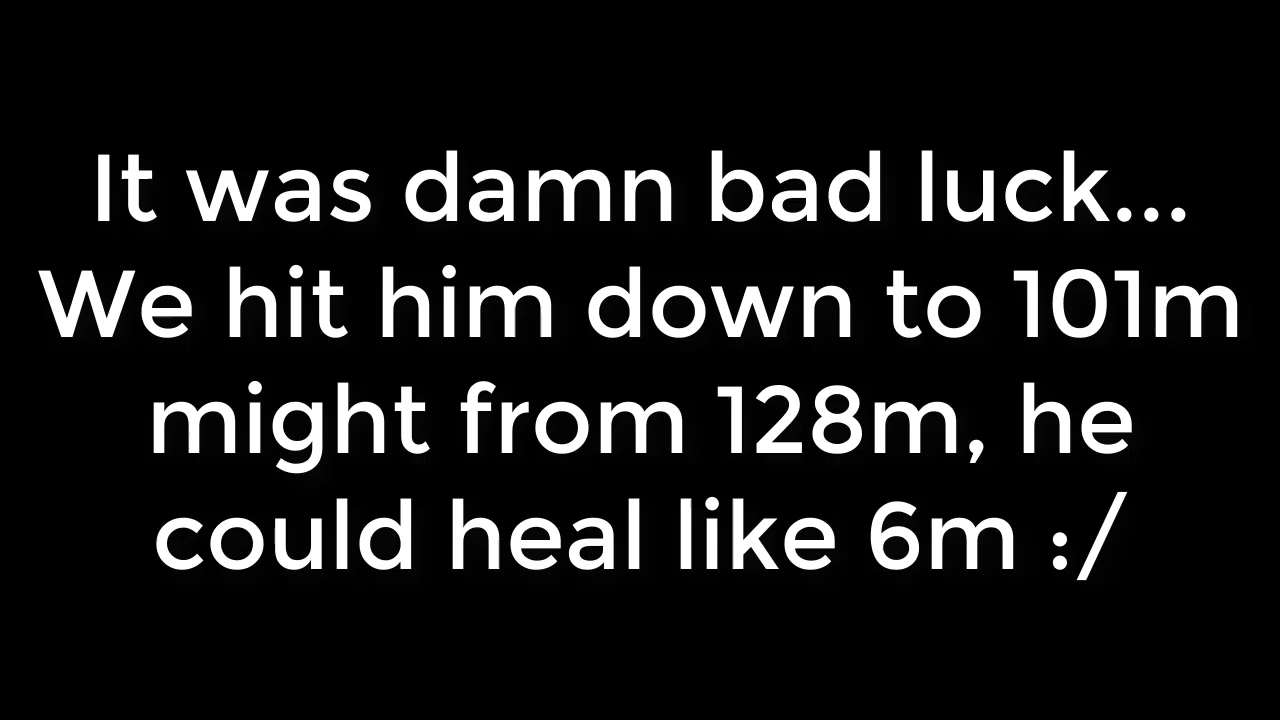 It was damn bad luck...
We hit him down to 101m
might from 128m, he
could heal like 6m :/